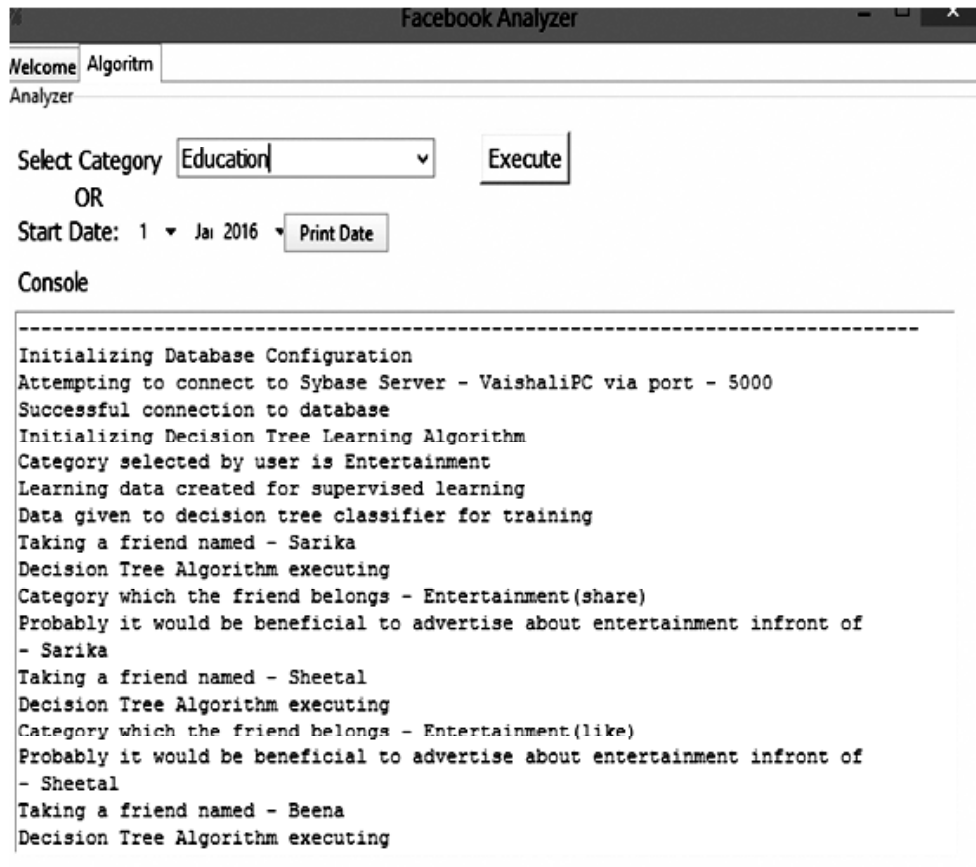 Facebook Analyzer
Welcome Algoritm
Analyzer
Select Category Education Execute
OR
Start Date: 1 Jan 2016 Print Date
Console
--------------------------------------------------------------------------------
Initializing Database Configuration
Attempting to connect to Sybase Server - VaishaliPC via port - 5000
Successful connection to database
Initializing Decision Tree Learning Algorithm
Category selected by user is Entertainment
Learning data created for supervised learning
Data given to decision tree classifier for training
Taking a friend named - Sarika
Decision Tree Algorithm executing
Category which the friend belongs - Entertainment(share)
Probably it would be beneficial to advertise about entertainment infront of
- Sarika
Taking a friend named - Sheetal
Decision Tree Algorithm executing
Category which the friend belongs - Entertainment(like)
Probably it would be beneficial to advertise about entertainment infront of
- Sheetal
Taking a friend named - Beena
Decision Tree Algorithm executing